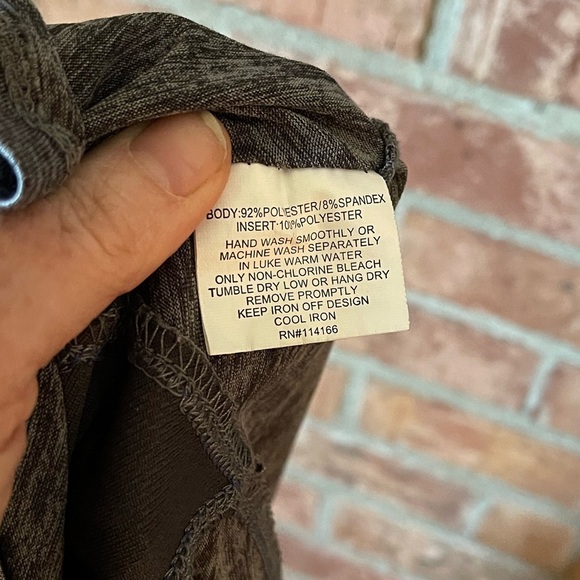 BODY:92%POLYESTER/8%SPANDEX
INSERT:100%POLYESTER
HAND WASH SMOOTHLY OR
MACHINE WASH SEPARATELY
IN LUKE WARM WATER
ONLY NON-CHLORINE BLEACH
TUMBLE DRY LOW OR HANG DRY
REMOVE PROMPTLY
KEEP IRON OFF DESIGN
COOL IRON
RN#114166